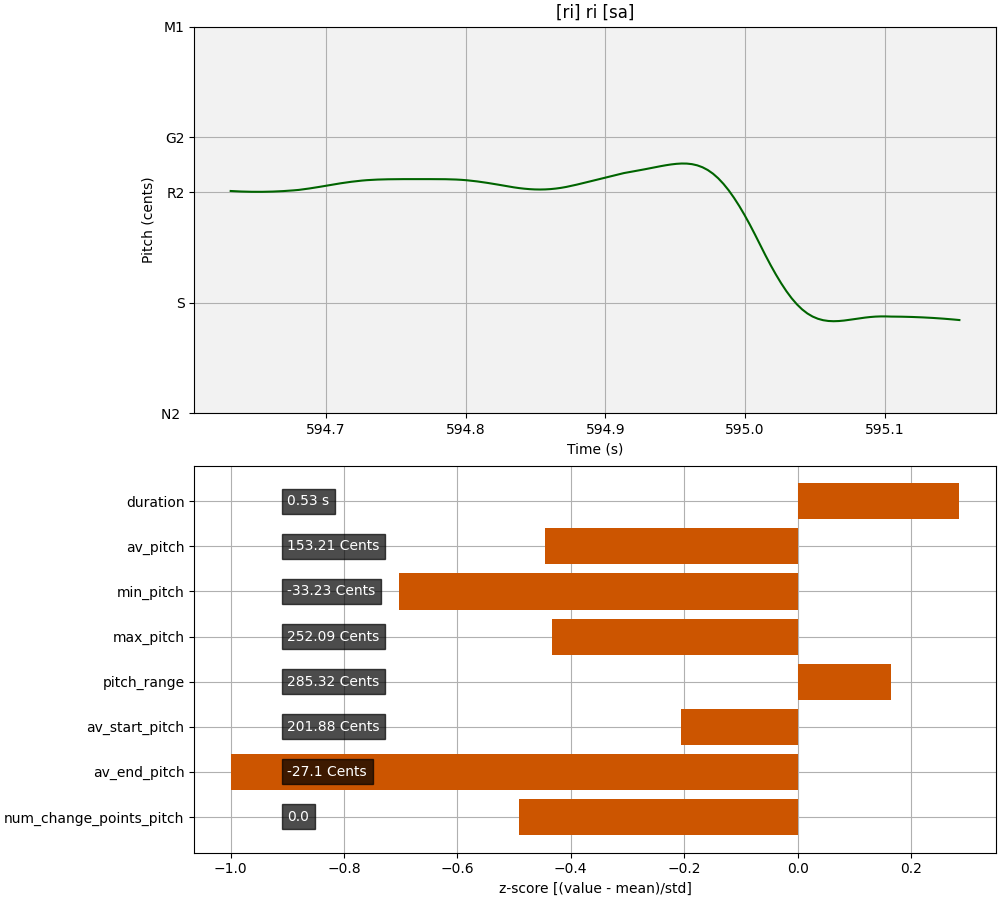 [ri] ri [sa]
M1
G2
R2
S
N2
Pitch (cents)
594.7 594.8 594.9 595.0 595.1
Time (s)
duration 0.53 s
av_pitch 153.21 Cents
min_pitch -33.23 Cents
max_pitch 252.09 Cents
pitch_range 285.32 Cents
av_start_pitch 201.88 Cents
av_end_pitch -27.1 Cents
num_change_points_pitch 0.0
−1.0 −0.8 −0.6 −0.4 −0.2 0.0 0.2
z-score [(value - mean)/std]